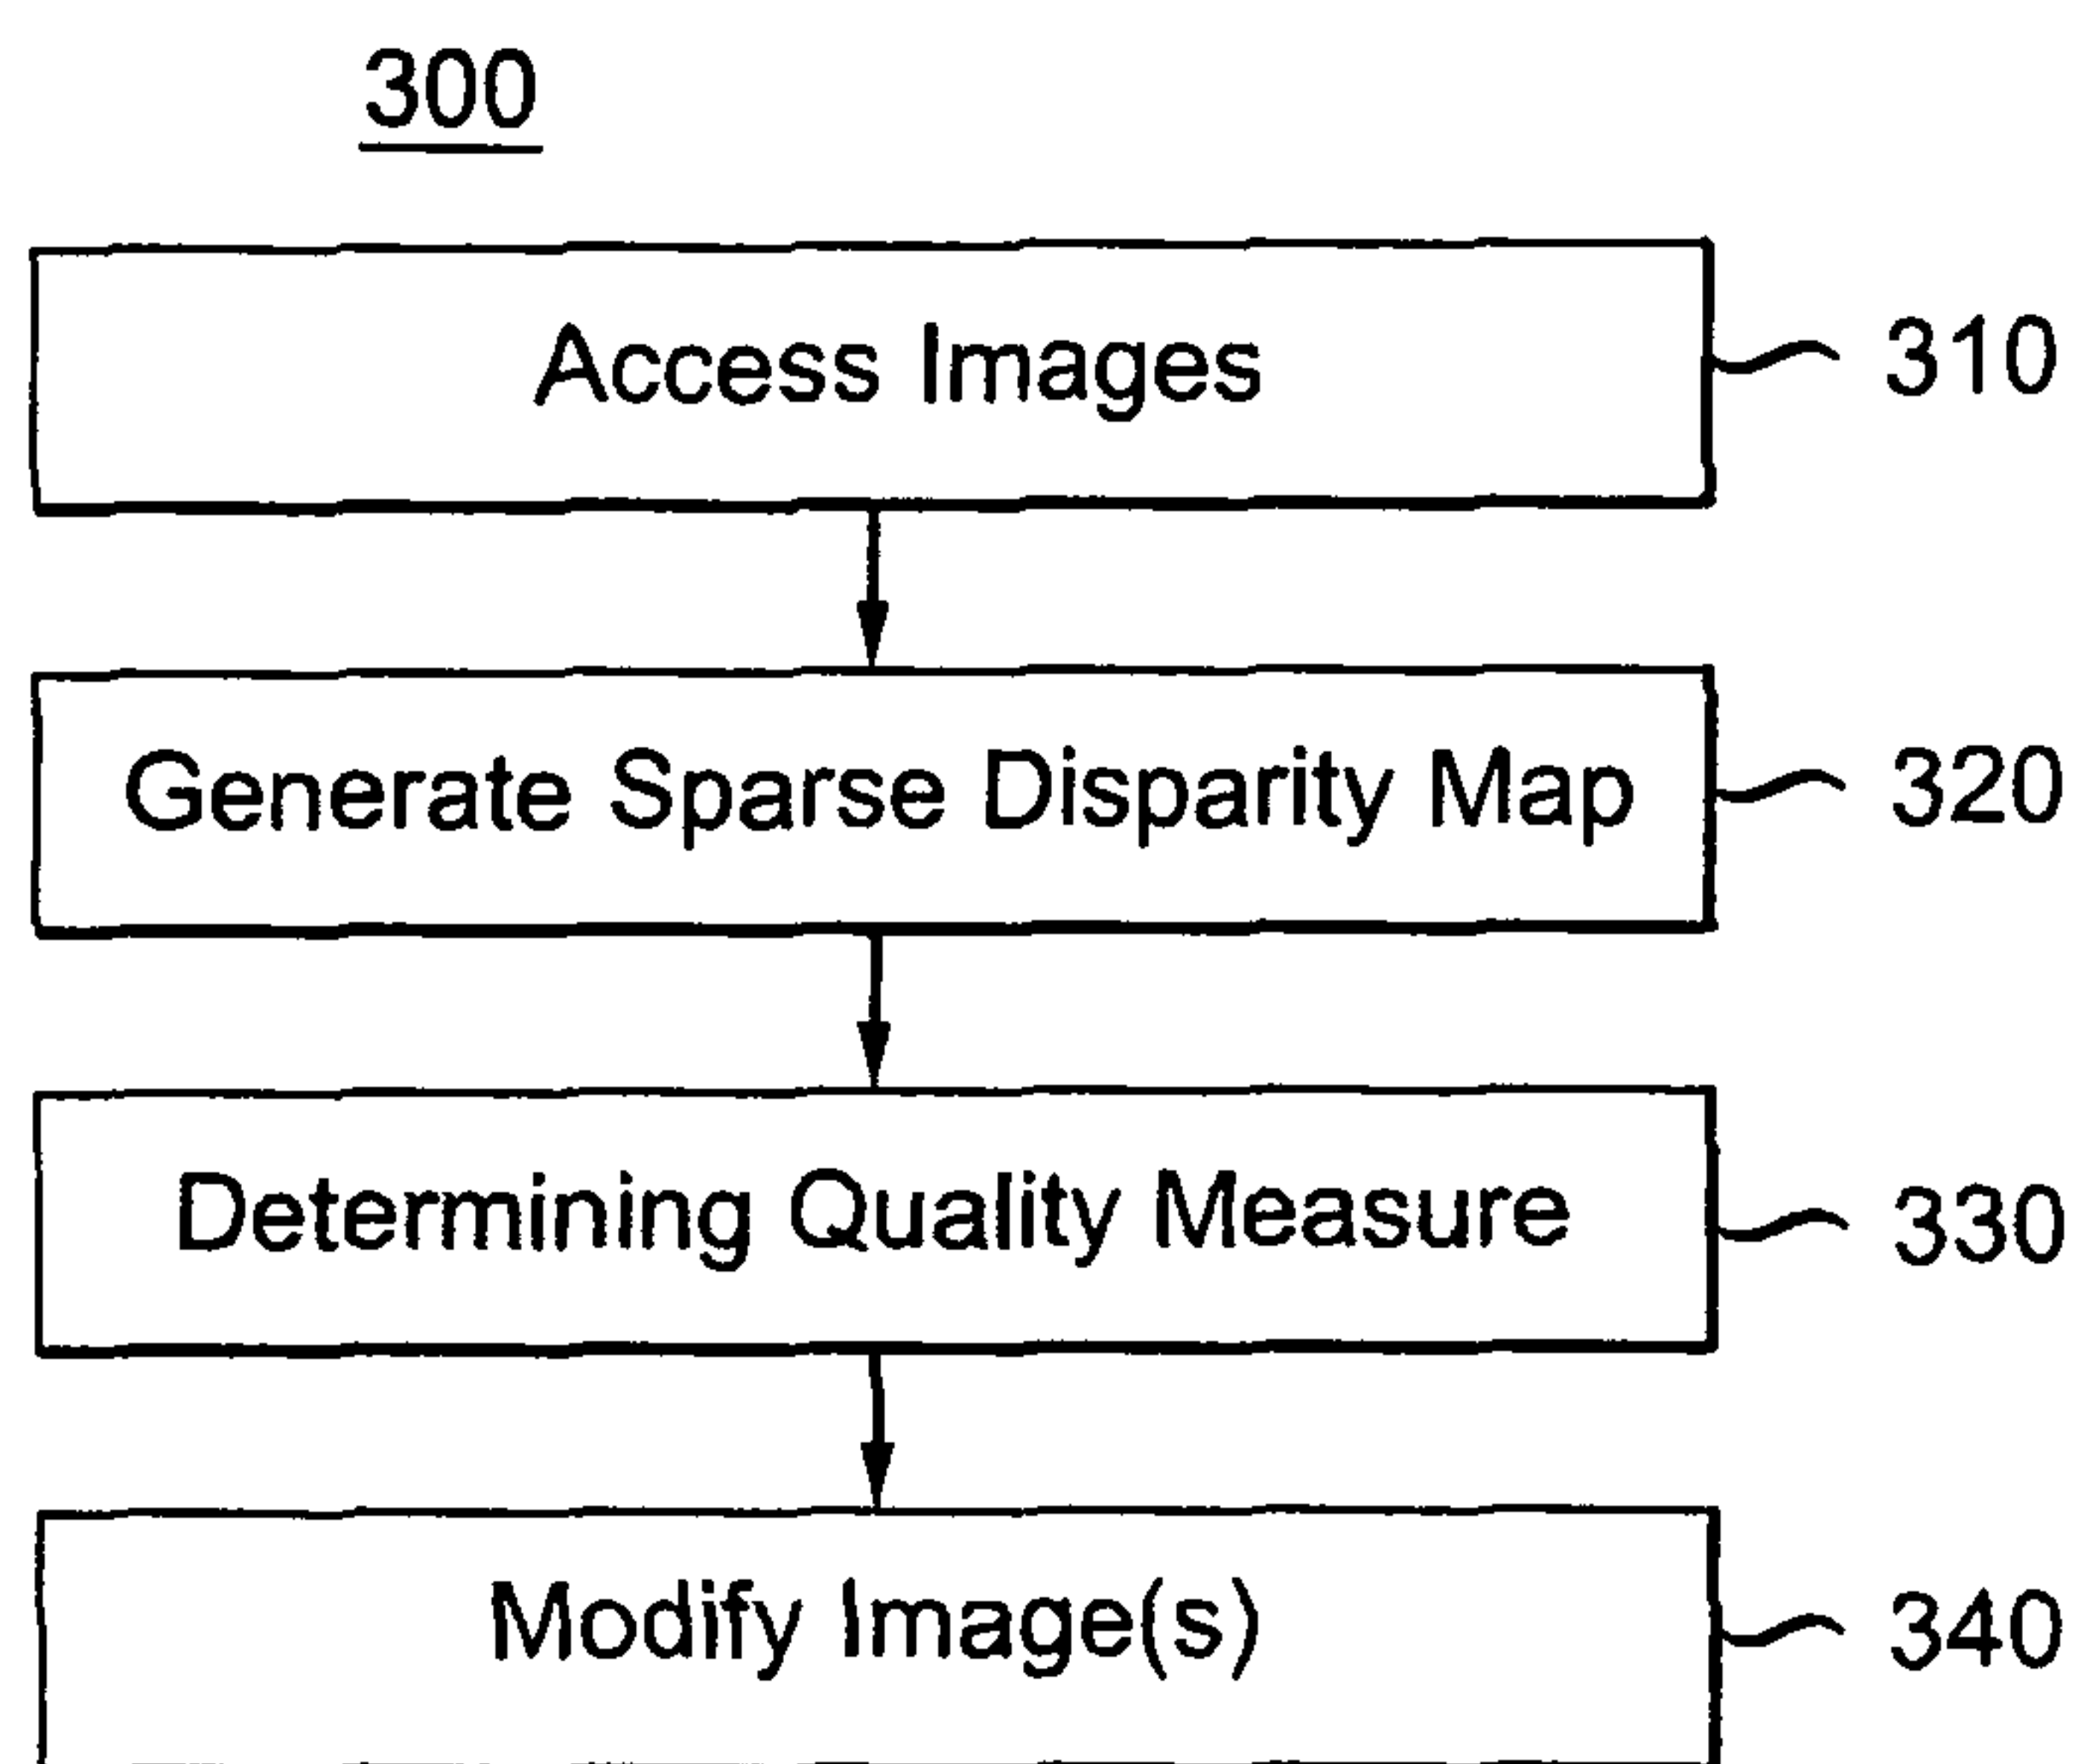 300
Access Images 310
Generate Sparse Disparity Map 320
Determining Quality Measure 330
Modify Image(s) 340